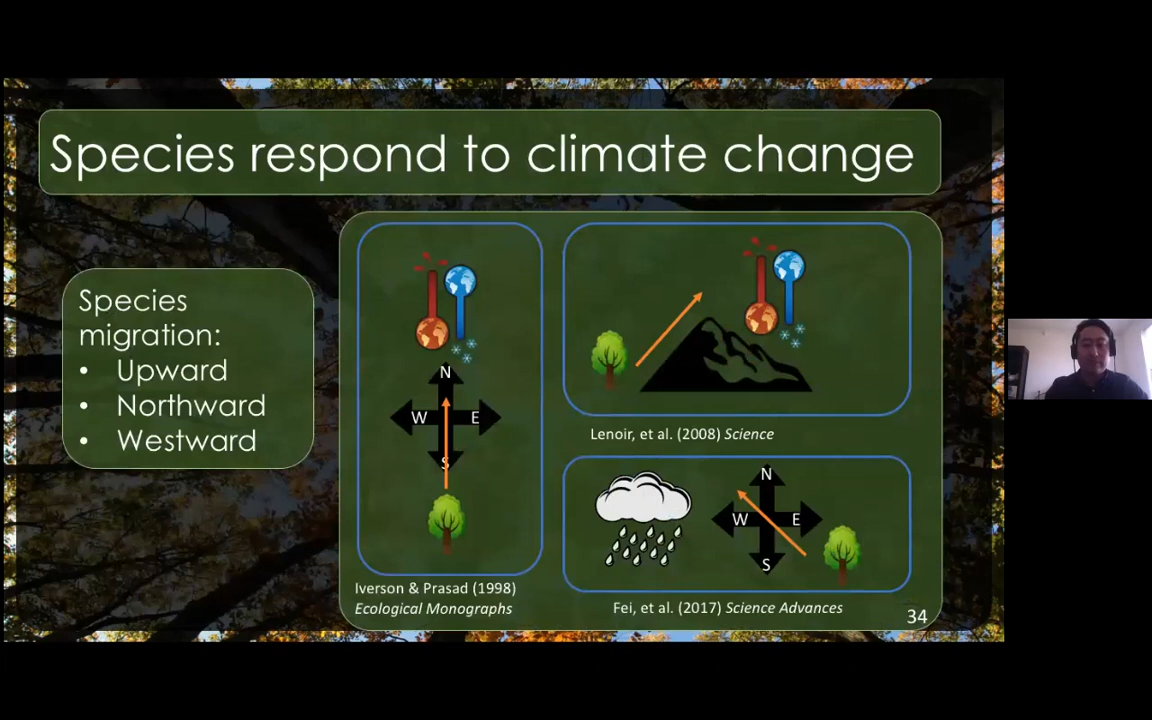 Species respond to climate change
Species
migration:
• Upward
• Northward
• Westward
N
W E
S
Iverson & Prasad (1998)
Ecological Monographs
Lenoir, et al. (2008) Science
N
W E
S
Fei, et al. (2017) Science Advances
34